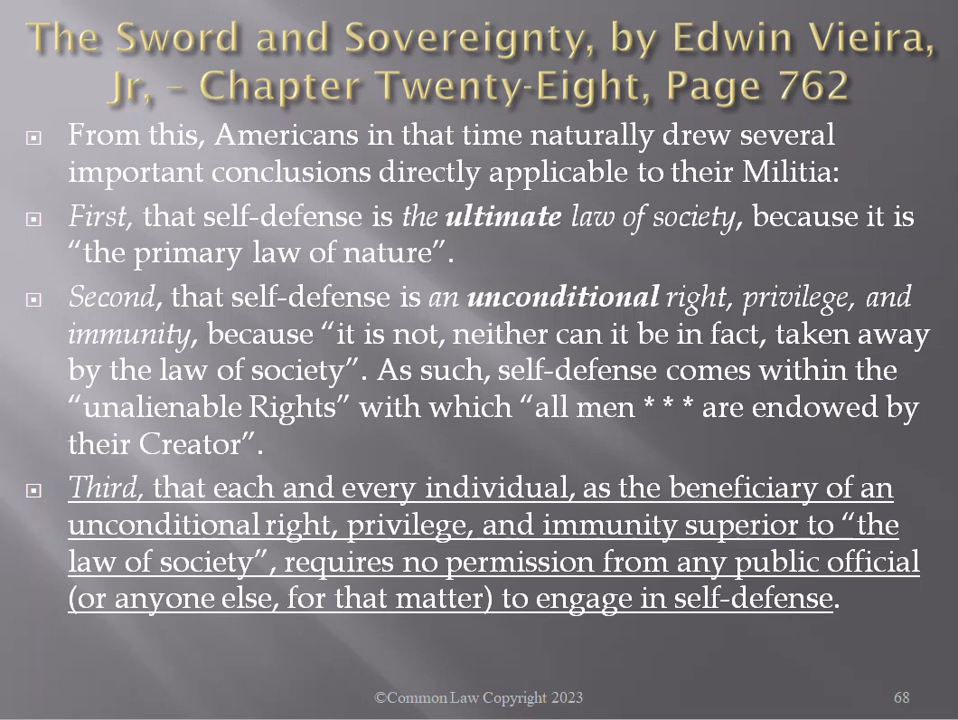 The Sword and Sovereignty, by Edwin Vieira,
Jr, – Chapter Twenty-Eight, Page 762
From this, Americans in that time naturally drew several
important conclusions directly applicable to their Militia:
First, that self-defense is the ultimate law of society, because it is
“the primary law of nature”.
Second, that self-defense is an unconditional right, privilege, and
immunity, because “it is not, neither can it be in fact, taken away
by the law of society”. As such, self-defense comes within the
“unalienable Rights” with which “all men * * * are endowed by
their Creator”.
Third, that each and every individual, as the beneficiary of an
unconditional right, privilege, and immunity superior to “the
law of society”, requires no permission from any public official
(or anyone else, for that matter) to engage in self-defense.
©Common Law Copyright 2023
68